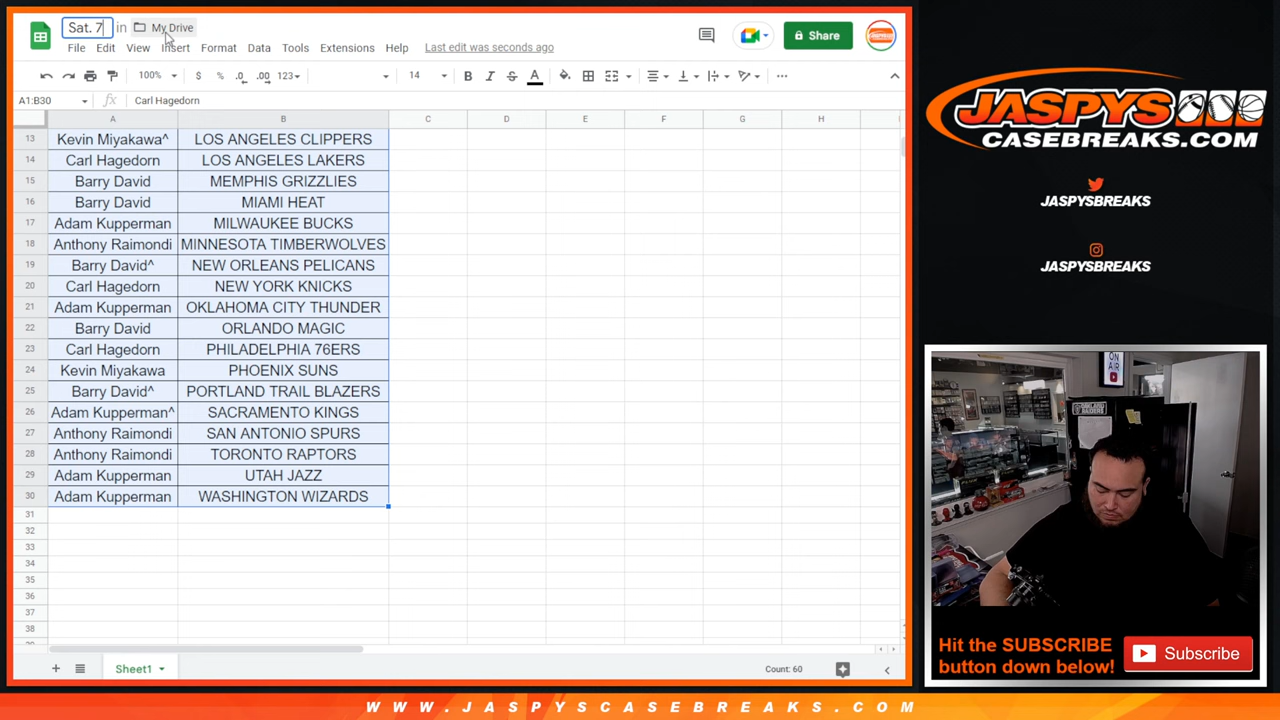 Sat. 7 in My Drive
File Edit View Insert Format Data Tools Extensions Help Last edit was seconds ago
Share
100% $ % .0 .00 123 14 B I S A
A1:B30 fx Carl Hagedorn
A B C D E F G H
13 Kevin Miyakawa^ LOS ANGELES CLIPPERS
14 Carl Hagedorn LOS ANGELES LAKERS
15 Barry David MEMPHIS GRIZZLIES
16 Barry David MIAMI HEAT
17 Adam Kupperman MILWAUKEE BUCKS
18 Anthony Raimondi MINNESOTA TIMBERWOLVES
19 Barry David^ NEW ORLEANS PELICANS
20 Carl Hagedorn NEW YORK KNICKS
21 Adam Kupperman OKLAHOMA CITY THUNDER
22 Barry David ORLANDO MAGIC
23 Carl Hagedorn PHILADELPHIA 76ERS
24 Kevin Miyakawa PHOENIX SUNS
25 Barry David^ PORTLAND TRAIL BLAZERS
26 Adam Kupperman^ SACRAMENTO KINGS
27 Anthony Raimondi SAN ANTONIO SPURS
28 Anthony Raimondi TORONTO RAPTORS
29 Adam Kupperman UTAH JAZZ
30 Adam Kupperman WASHINGTON WIZARDS
31
32
33
34
35
36
37
38
Sheet1 Count: 60
JASPYS
CASEBREAKS.COM
JASPYSBREAKS
JASPYSBREAKS
ON
AIR
Hit the SUBSCRIBE
button down below!
Subscribe
WWW.JASPYSCASEBREAKS.COM